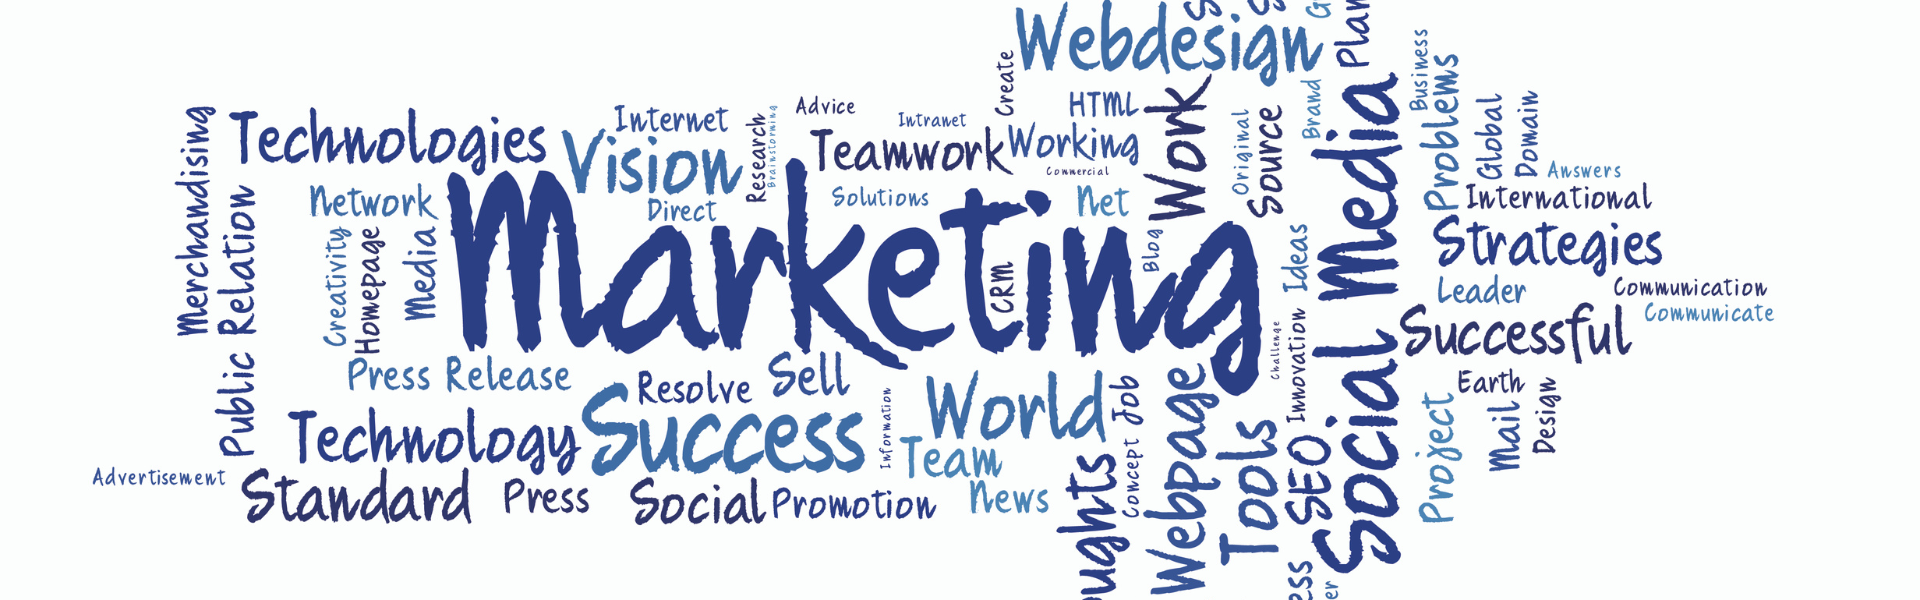 Webdesign
Plan
Business
Create
HTML
Work
Original
Source
Brand
Social Media
Problems
Global
Domain
Answers
International
Strategies
Leader
Communication
Communicate
Successful
Earth
Mail
Design
Project
Merchandising
Technologies
Internet
Vision
Research
Brainstorming
Advice
Intranet
Teamwork
Working
Commercial
Public Relation
Network
Direct
Solutions
Net
Creativity
Homepage
Media
Marketing
CRM
Blog
Ideas
Challenge
Innovation
Press Release
Resolve
Sell
Information
World
Job
Webpage
Tools
SEO
Technology
Success
Team
Concept
Advertisement
Standard
Press
Social
Promotion
News
oughts
ess
er